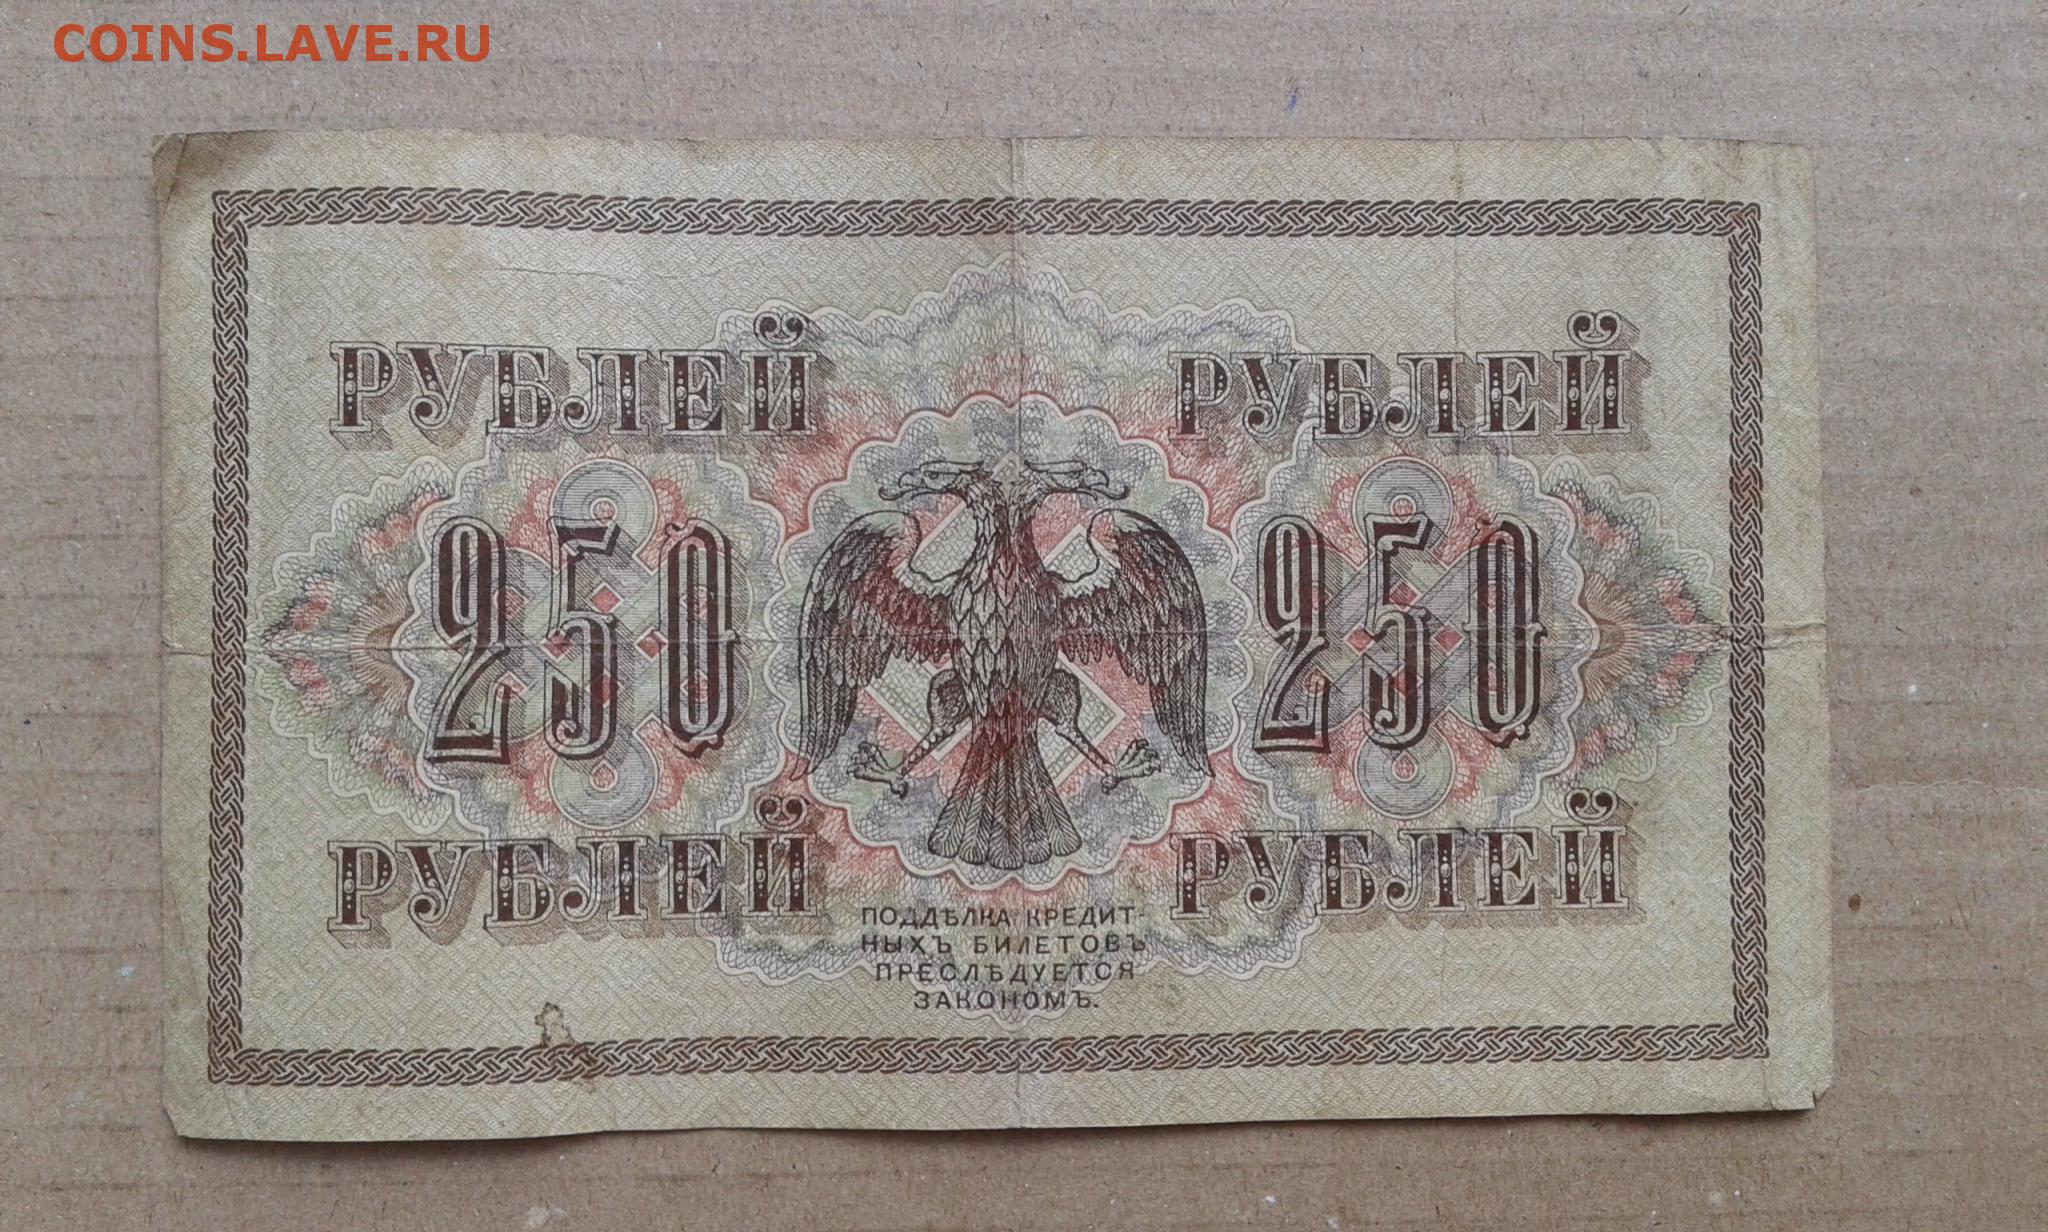 COINS.LAVE.RU
РУБЛЕЙ РУБЛЕЙ
250 250
РУБЛЕЙ РУБЛЕЙ
ПОДДѢЛКА КРЕДИТ-
НЫХЪ БИЛЕТОВЪ
ПРЕСЛѢДУЕТСЯ
ЗАКОНОМЪ.